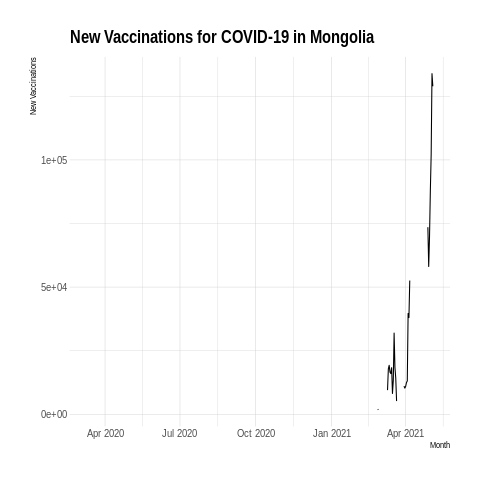 New Vaccinations for COVID-19 in Mongolia
New Vaccinations
1e+05
5e+04
0e+00
Apr 2020 Jul 2020 Oct 2020 Jan 2021 Apr 2021
Month